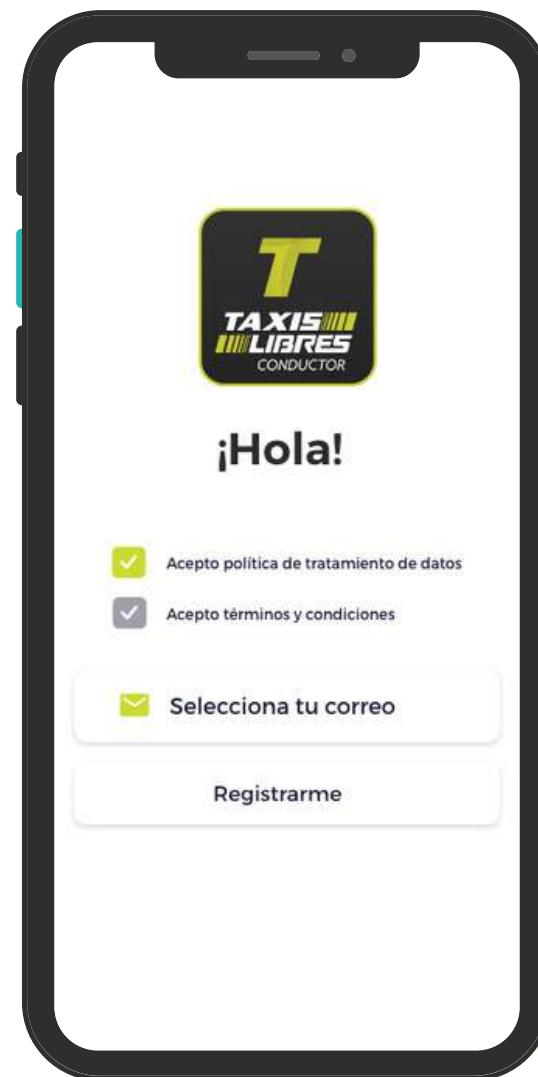 T
TAXIS
LIBRES
CONDUCTOR
¡Hola!
Acepto política de tratamiento de datos
Acepto términos y condiciones
Selecciona tu correo
Registrarme